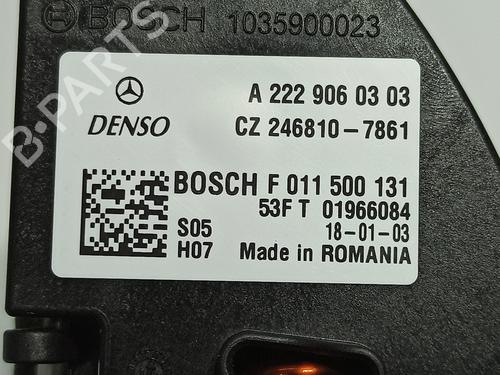 BOSCH 1035900023
A 222 906 03 03
DENSO CZ 246810-7861
BOSCH F 011 500 131
53F T 01966084
S05 18-01-03
H07 Made in ROMANIA
B-PARTS